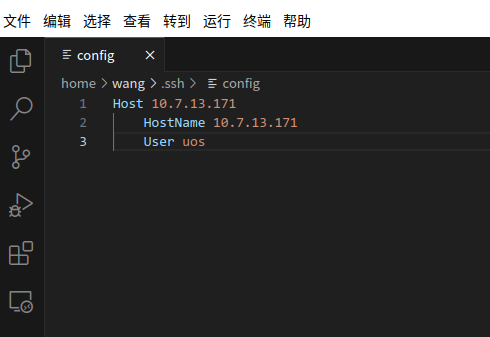 文件 编辑 选择 查看 转到 运行 终端 帮助
config
home > wang > .ssh > config
1 Host 10.7.13.171
2 HostName 10.7.13.171
3 User uos